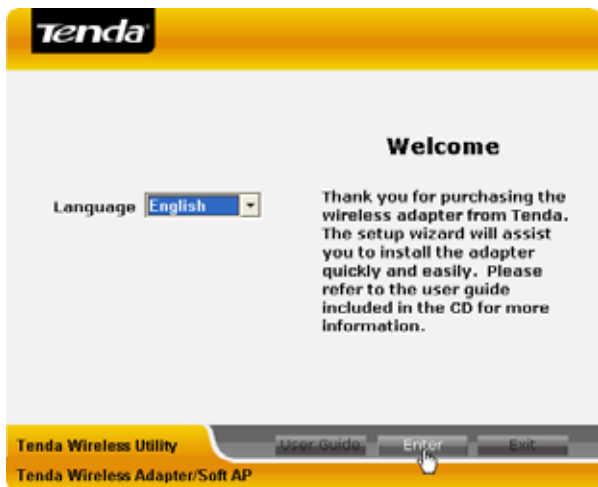 Tenda
Welcome
Language English
Thank you for purchasing the
wireless adapter from Tenda.
The setup wizard will assist
you to install the adapter
quickly and easily. Please
refer to the user guide
included in the CD for more
information.
Tenda Wireless Utility
User Guide
Enter
Exit
Tenda Wireless Adapter/Soft AP